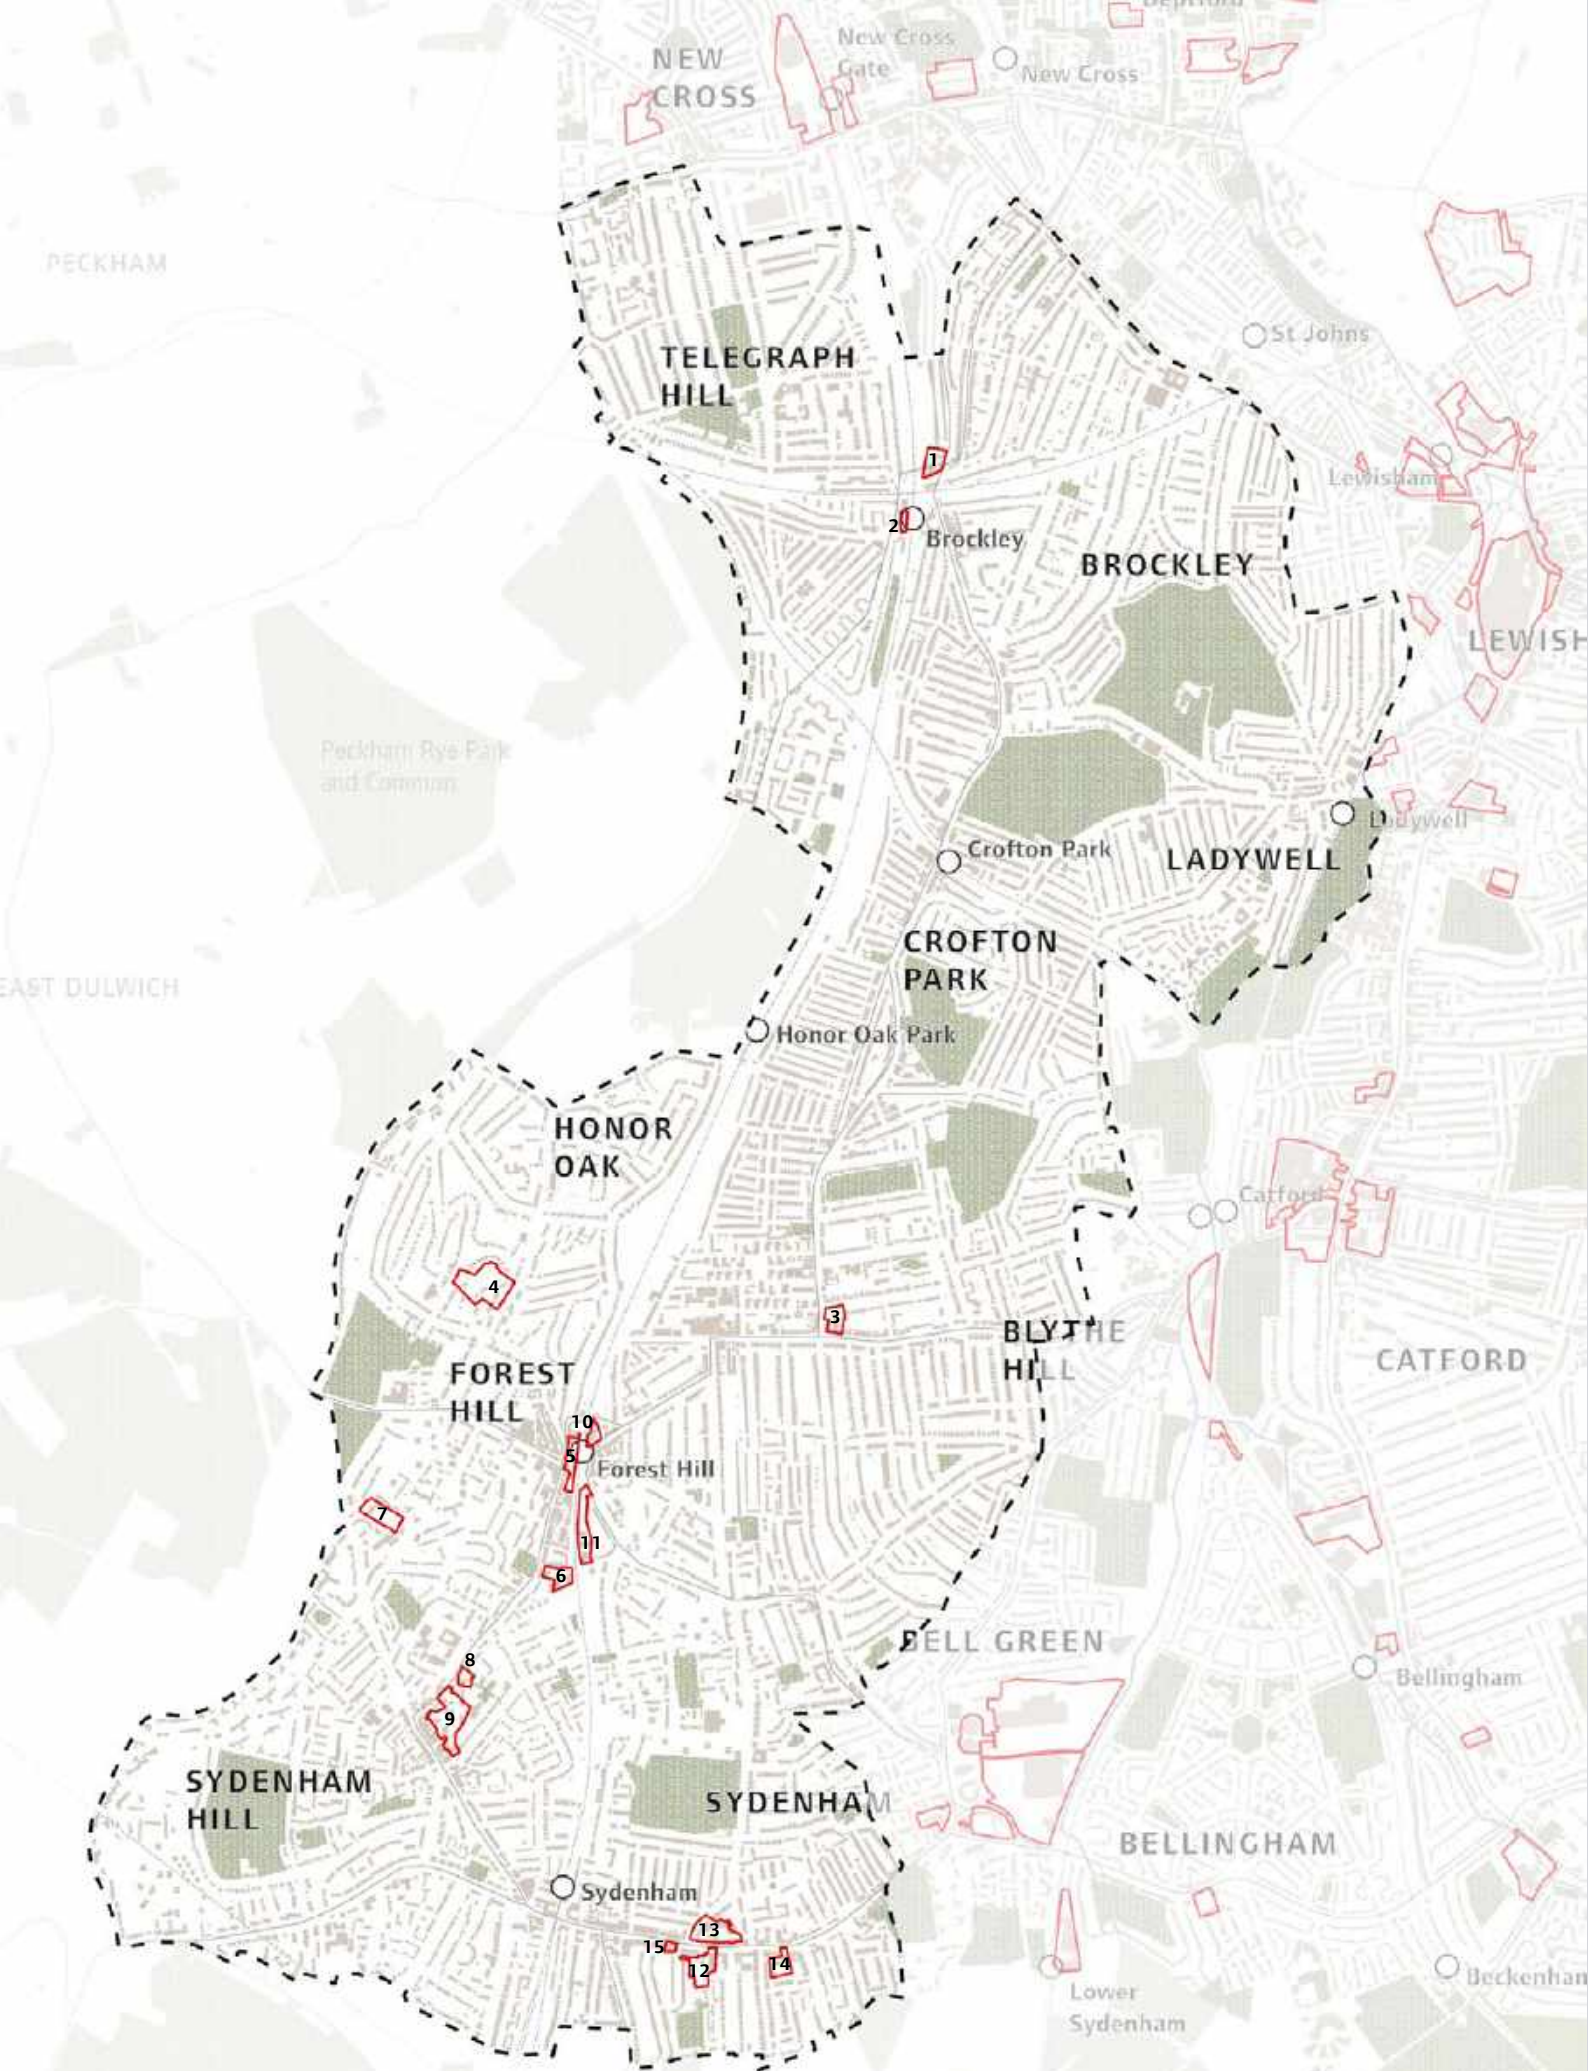 Deptford
New Cross
Gate
NEW
CROSS
New Cross
PECKHAM
St Johns
TELEGRAPH
HILL
1
Lewisham
2
Brockley
BROCKLEY
LEWISH
Peckham Rye Park
and Common
Ladywell
Crofton Park
LADYWELL
CROFTON
PARK
EAST DULWICH
Honor Oak Park
HONOR
OAK
Catford
4
3
BLYTHE
HILL
CATFORD
FOREST
HILL
10
5
Forest Hill
7
11
6
BELL GREEN
8
Bellingham
9
SYDENHAM
HILL
SYDENHAM
BELLINGHAM
Sydenham
13
15
14
12
Beckenham
Lower
Sydenham